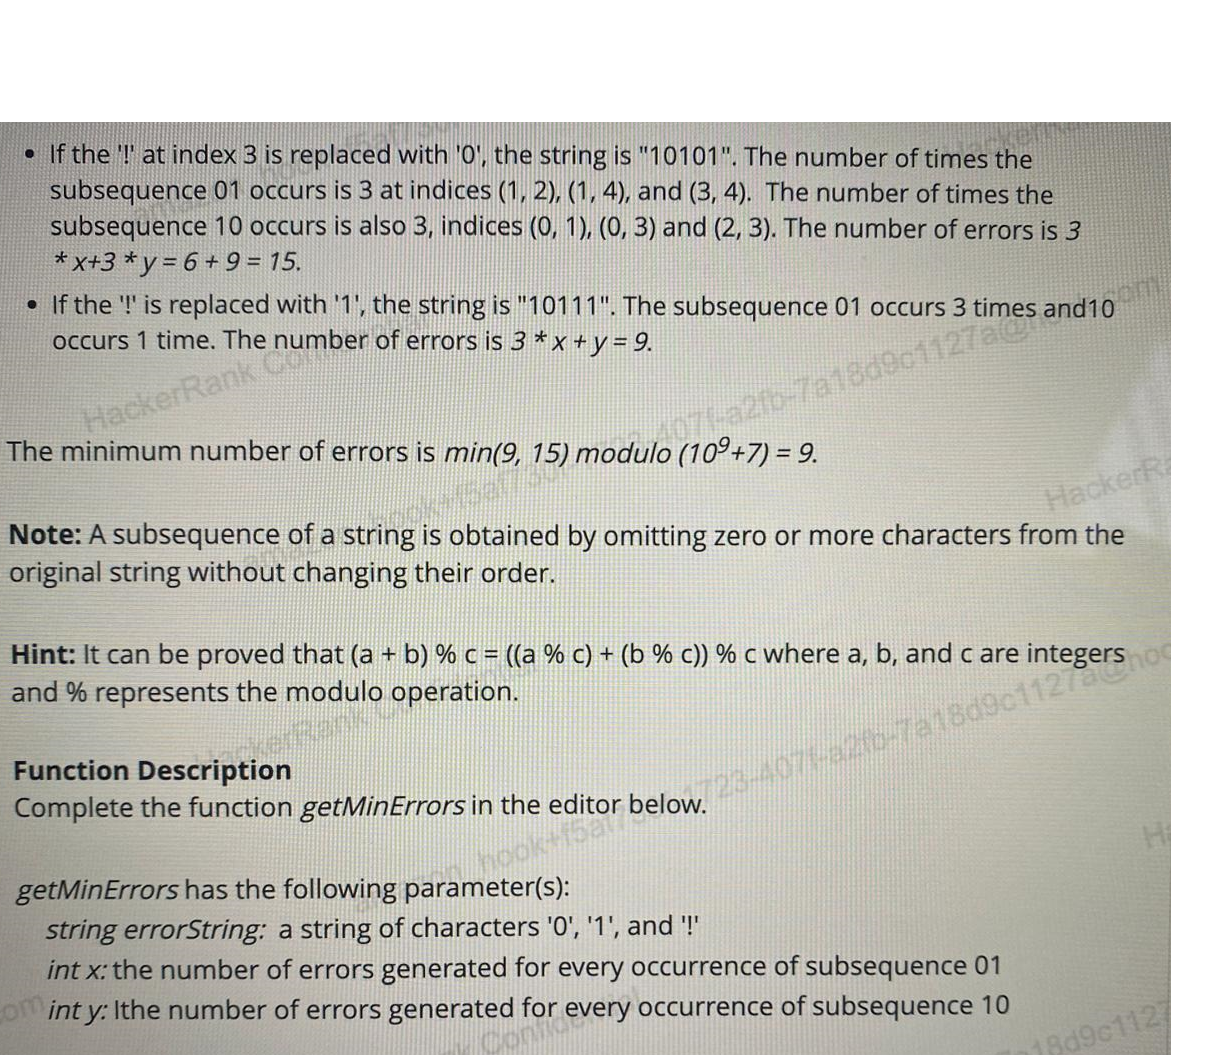 • If the '!' at index 3 is replaced with '0', the string is "10101". The number of times the
subsequence 01 occurs is 3 at indices (1, 2), (1, 4), and (3, 4). The number of times the
subsequence 10 occurs is also 3, indices (0, 1), (0, 3) and (2, 3). The number of errors is 3
* x+3 * y = 6 + 9 = 15.
• If the '!' is replaced with '1', the string is "10111". The subsequence 01 occurs 3 times and10
occurs 1 time. The number of errors is 3 * x + y = 9.
HackerRank
The minimum number of errors is min(9, 15) modulo (10⁹+7) = 9.
Note: A subsequence of a string is obtained by omitting zero or more characters from the
original string without changing their order.
Hint: It can be proved that (a + b) % c = ((a % c) + (b % c)) % c where a, b, and c are integers
and % represents the modulo operation.
Function Description
Complete the function getMinErrors in the editor below.
getMinErrors has the following parameter(s):
string errorString: a string of characters '0', '1', and '!'
int x: the number of errors generated for every occurrence of subsequence 01
int y: lthe number of errors generated for every occurrence of subsequence 10